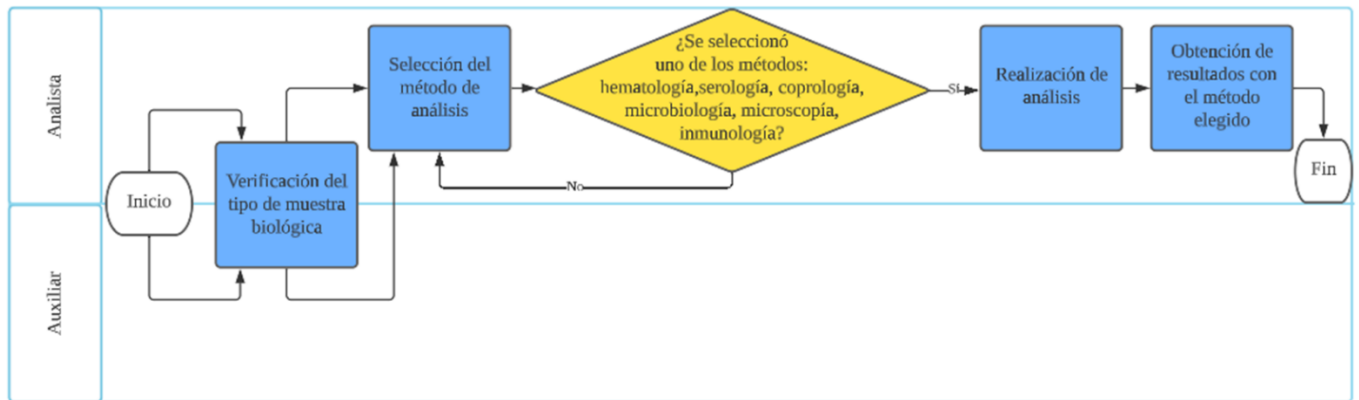 Analista
Auxiliar
Inicio
Verificación del
tipo de muestra
biológica
Selección del
método de
análisis
¿Se seleccionó
uno de los métodos:
hematología,serología, coprología,
microbiología, microscopía,
inmunología?
No
Sí
Realización de
análisis
Obtención de
resultados con
el método
elegido
Fin